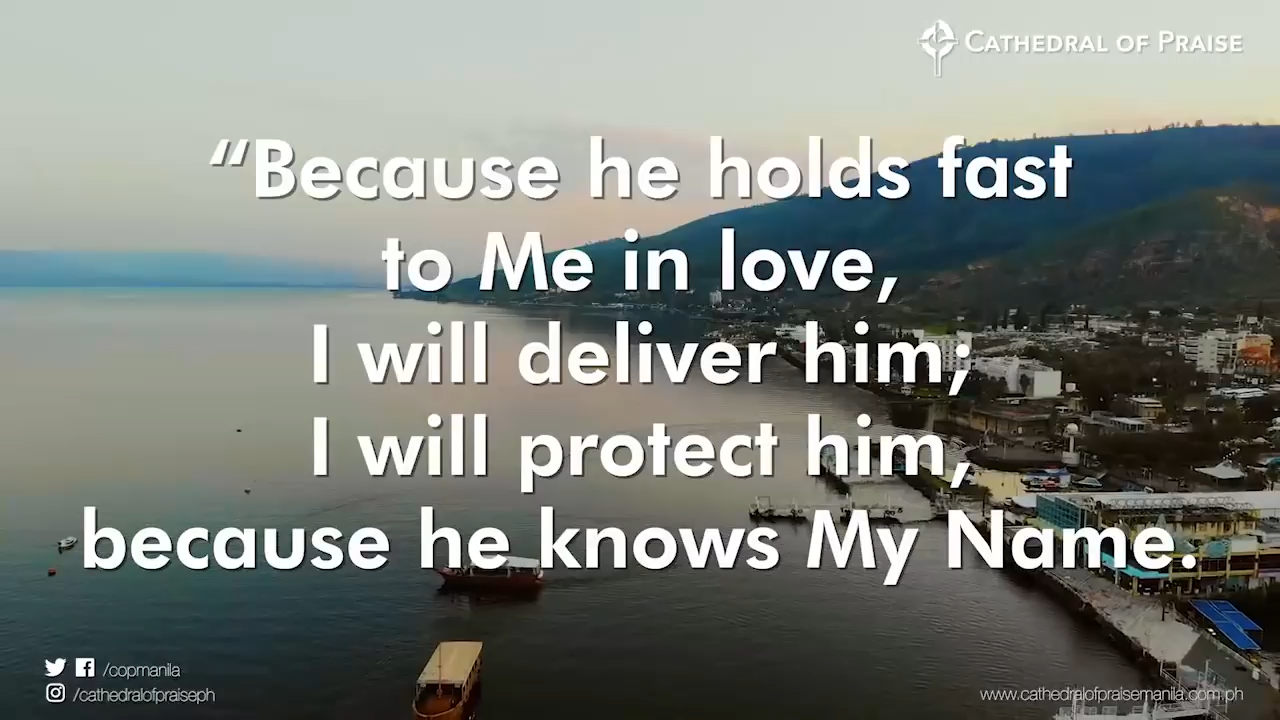 CATHEDRAL OF PRAISE
“Because he holds fast
to Me in love,
I will deliver him;
I will protect him,
because he knows My Name.
/copmanila
/cathedralofpraiseph
www.cathedralofpraisemanila.com.ph